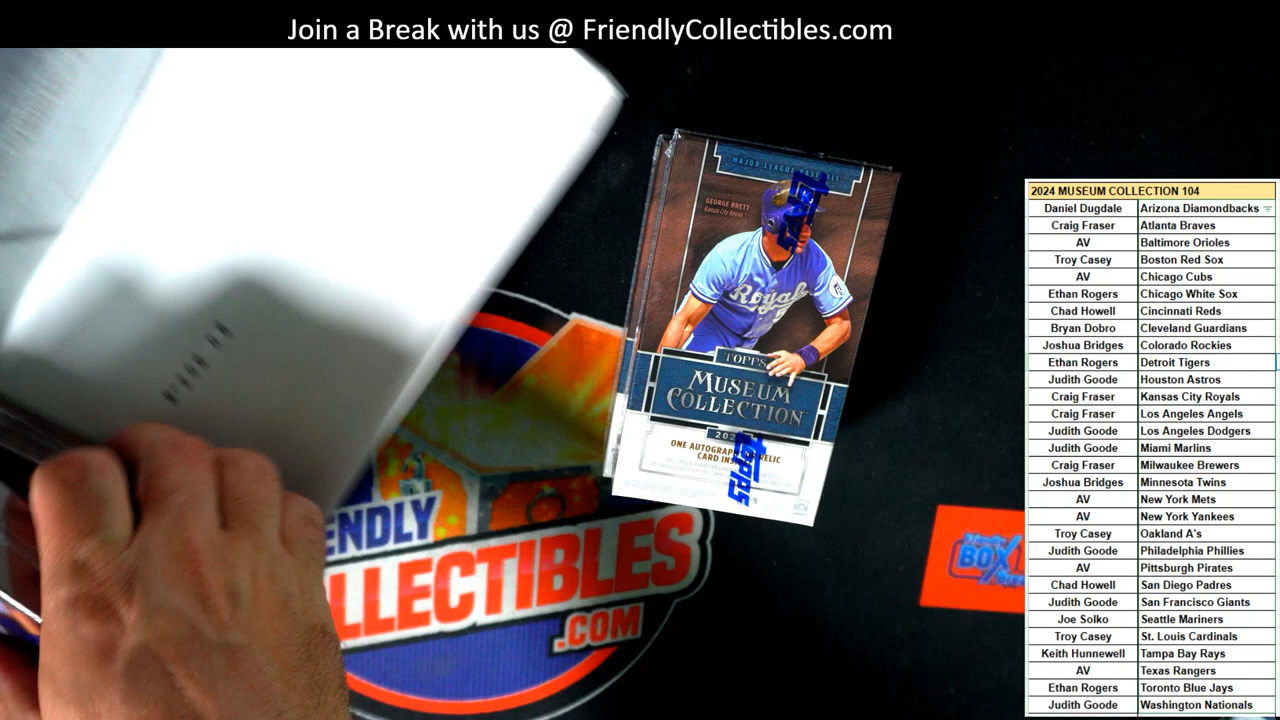 Join a Break with us @ FriendlyCollectibles.com
MAJOR LEAGUE BASEBALL
topps
GEORGE BRETT
Kansas City Royals
Royals
TOPPS
MUSEUM
COLLECTION
ONE AUTOGRAPH RELIC
topps
ENDLY
LLECTIBLES
.COM
BOX
2024 MUSEUM COLLECTION 104
Daniel Dugdale Arizona Diamondbacks
Craig Fraser Atlanta Braves
AV Baltimore Orioles
Troy Casey Boston Red Sox
AV Chicago Cubs
Ethan Rogers Chicago White Sox
Chad Howell Cincinnati Reds
Bryan Dobro Cleveland Guardians
Joshua Bridges Colorado Rockies
Ethan Rogers Detroit Tigers
Judith Goode Houston Astros
Craig Fraser Kansas City Royals
Craig Fraser Los Angeles Angels
Judith Goode Los Angeles Dodgers
Judith Goode Miami Marlins
Craig Fraser Milwaukee Brewers
Joshua Bridges Minnesota Twins
AV New York Mets
AV New York Yankees
Troy Casey Oakland A's
Judith Goode Philadelphia Phillies
AV Pittsburgh Pirates
Chad Howell San Diego Padres
Judith Goode San Francisco Giants
Joe Solko Seattle Mariners
Troy Casey St. Louis Cardinals
Keith Hunnewell Tampa Bay Rays
AV Texas Rangers
Ethan Rogers Toronto Blue Jays
Judith Goode Washington Nationals